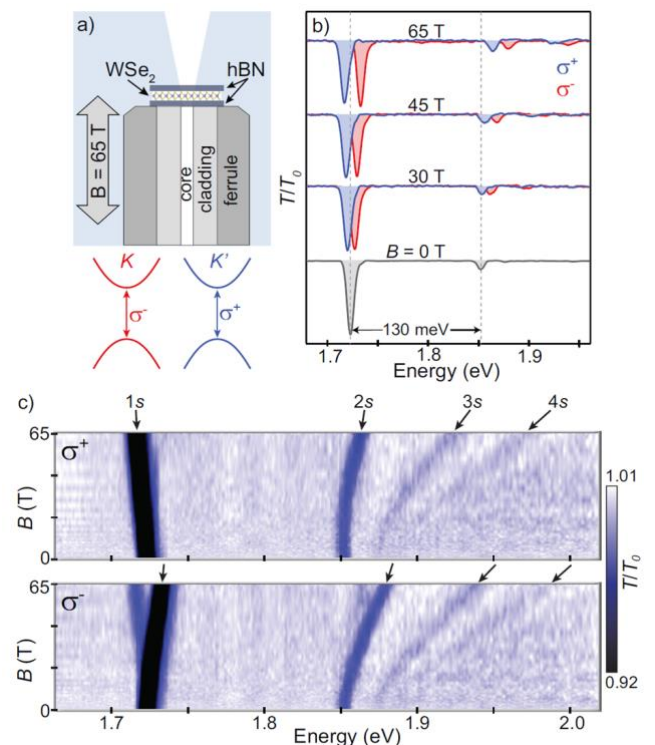 a)
WSe2
hBN
B = 65 T
core
cladding
ferrule
K
K'
σ-
σ+
b)
65 T
σ+
σ-
45 T
30 T
B = 0 T
130 meV
T/T0
1.7
1.8
1.9
Energy (eV)
c)
1s
2s
3s
4s
65
σ+
B (T)
0
65
σ-
B (T)
0
1.7
1.8
1.9
2.0
Energy (eV)
1.01
T/T0
0.92